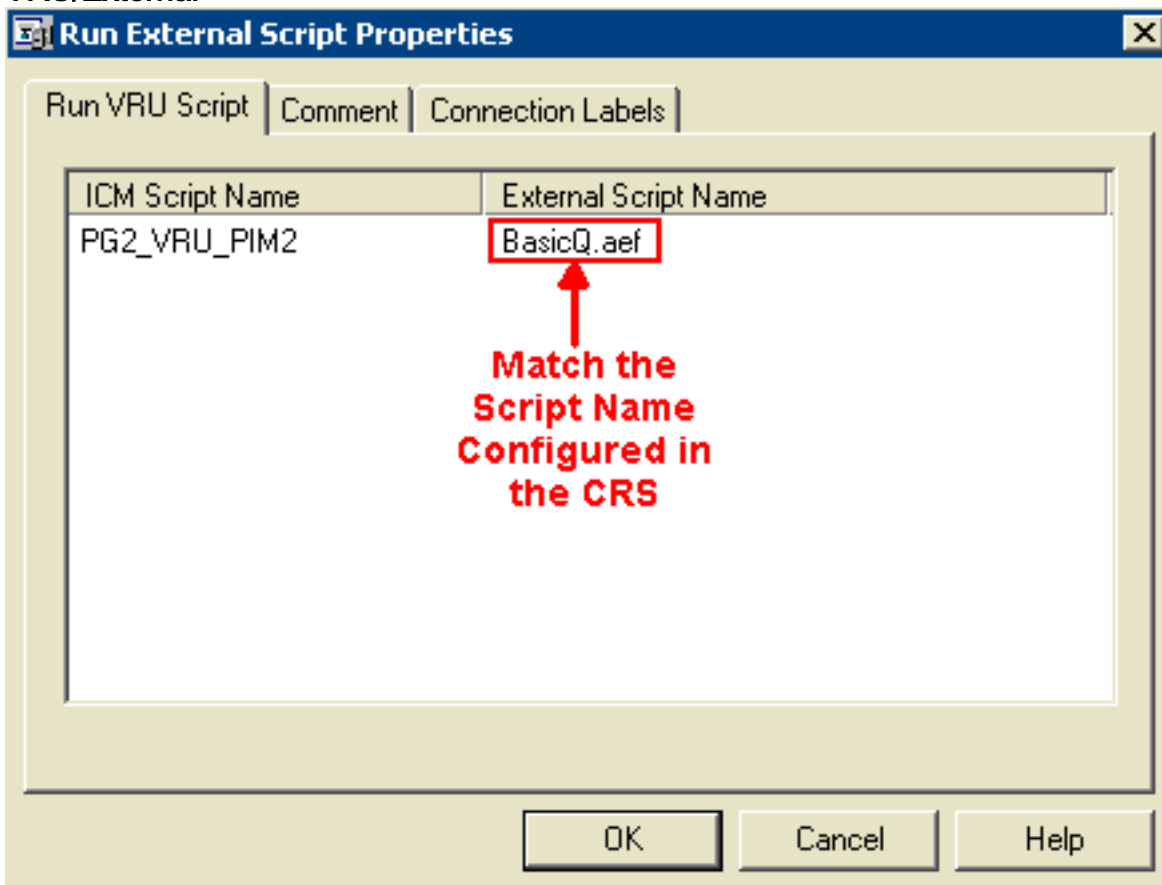 Run External Script Properties
Run VRU Script Comment Connection Labels
ICM Script Name External Script Name
PG2_VRU_PIM2 BasicQ.aef
Match the
Script Name
Configured in
the CRS
OK Cancel Help